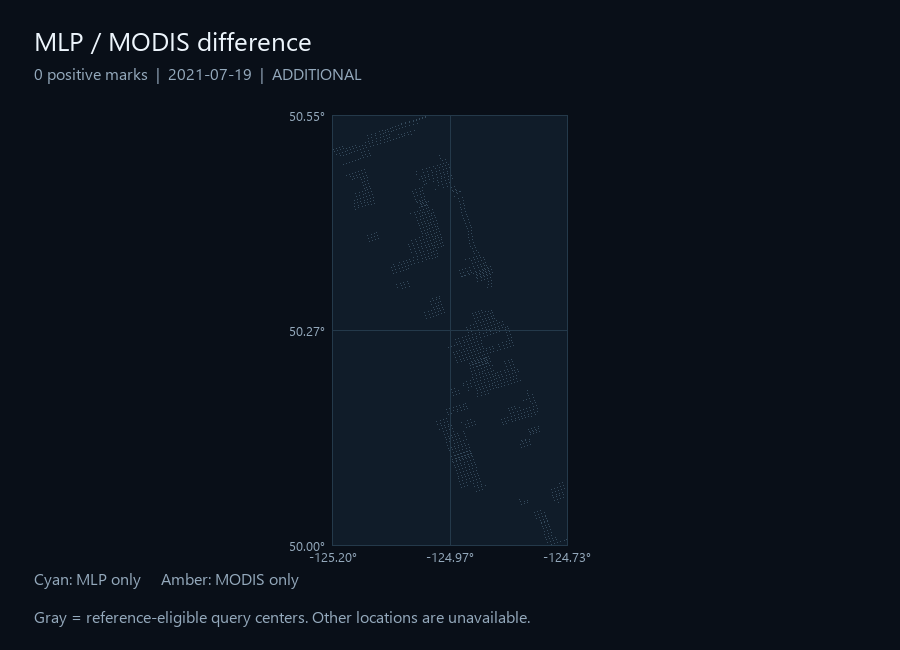 MLP / MODIS difference
0 positive marks | 2021-07-19 | ADDITIONAL
50.55°
50.27°
50.00°
-125.20° -124.97° -124.73°
Cyan: MLP only Amber: MODIS only
Gray = reference-eligible query centers. Other locations are unavailable.